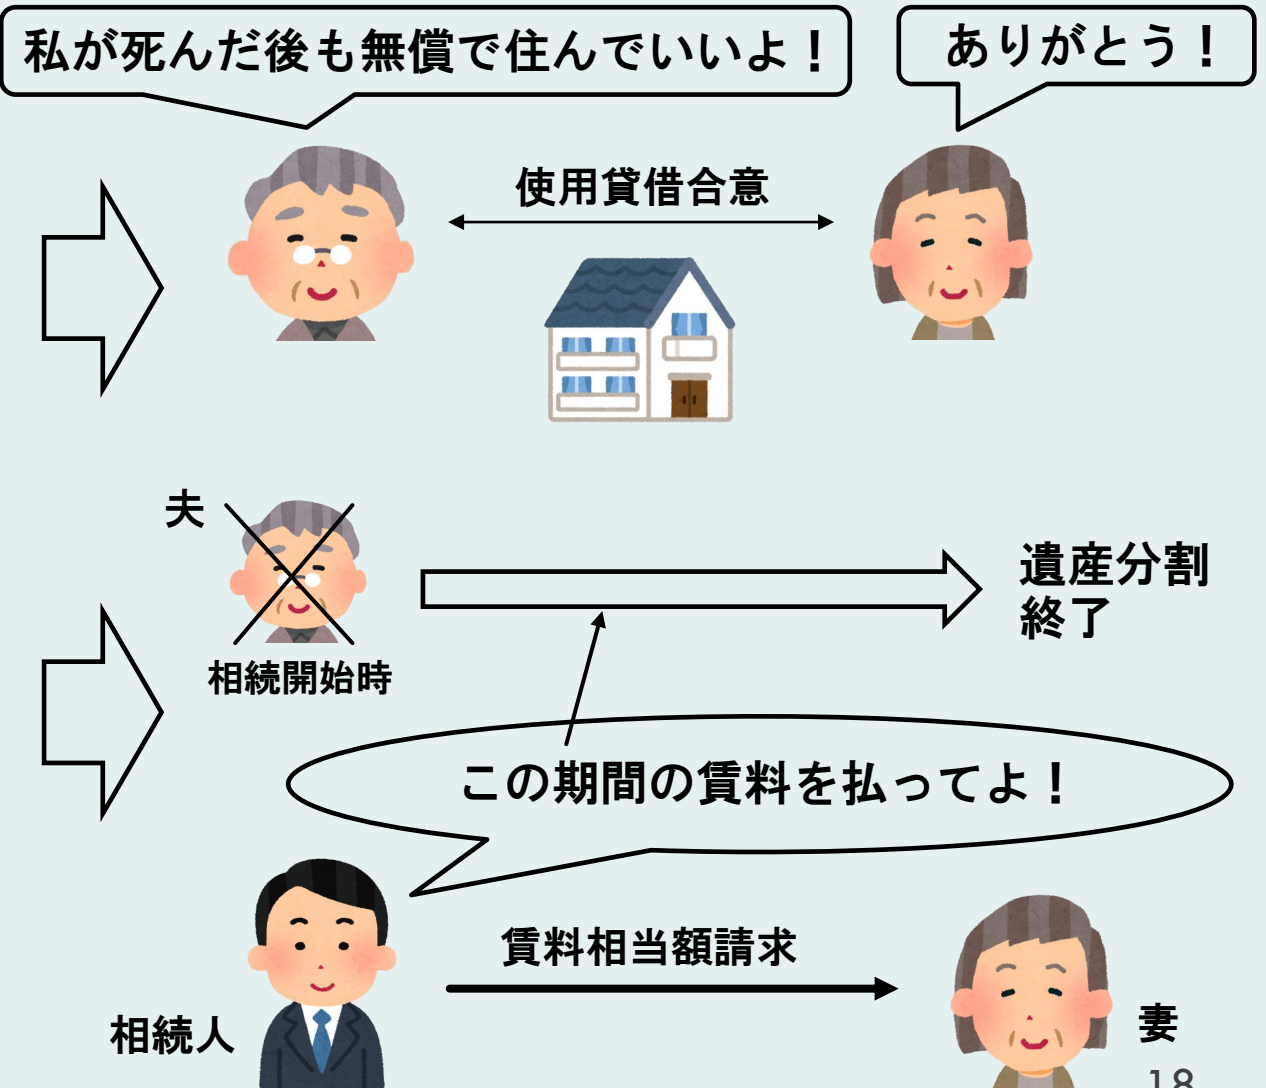 私が死んだ後も無償で住んでいいよ！
ありがとう！
使用貸借合意
夫
相続開始時
遺産分割
終了
この期間の賃料を払ってよ！
賃料相当額請求
相続人
妻
18